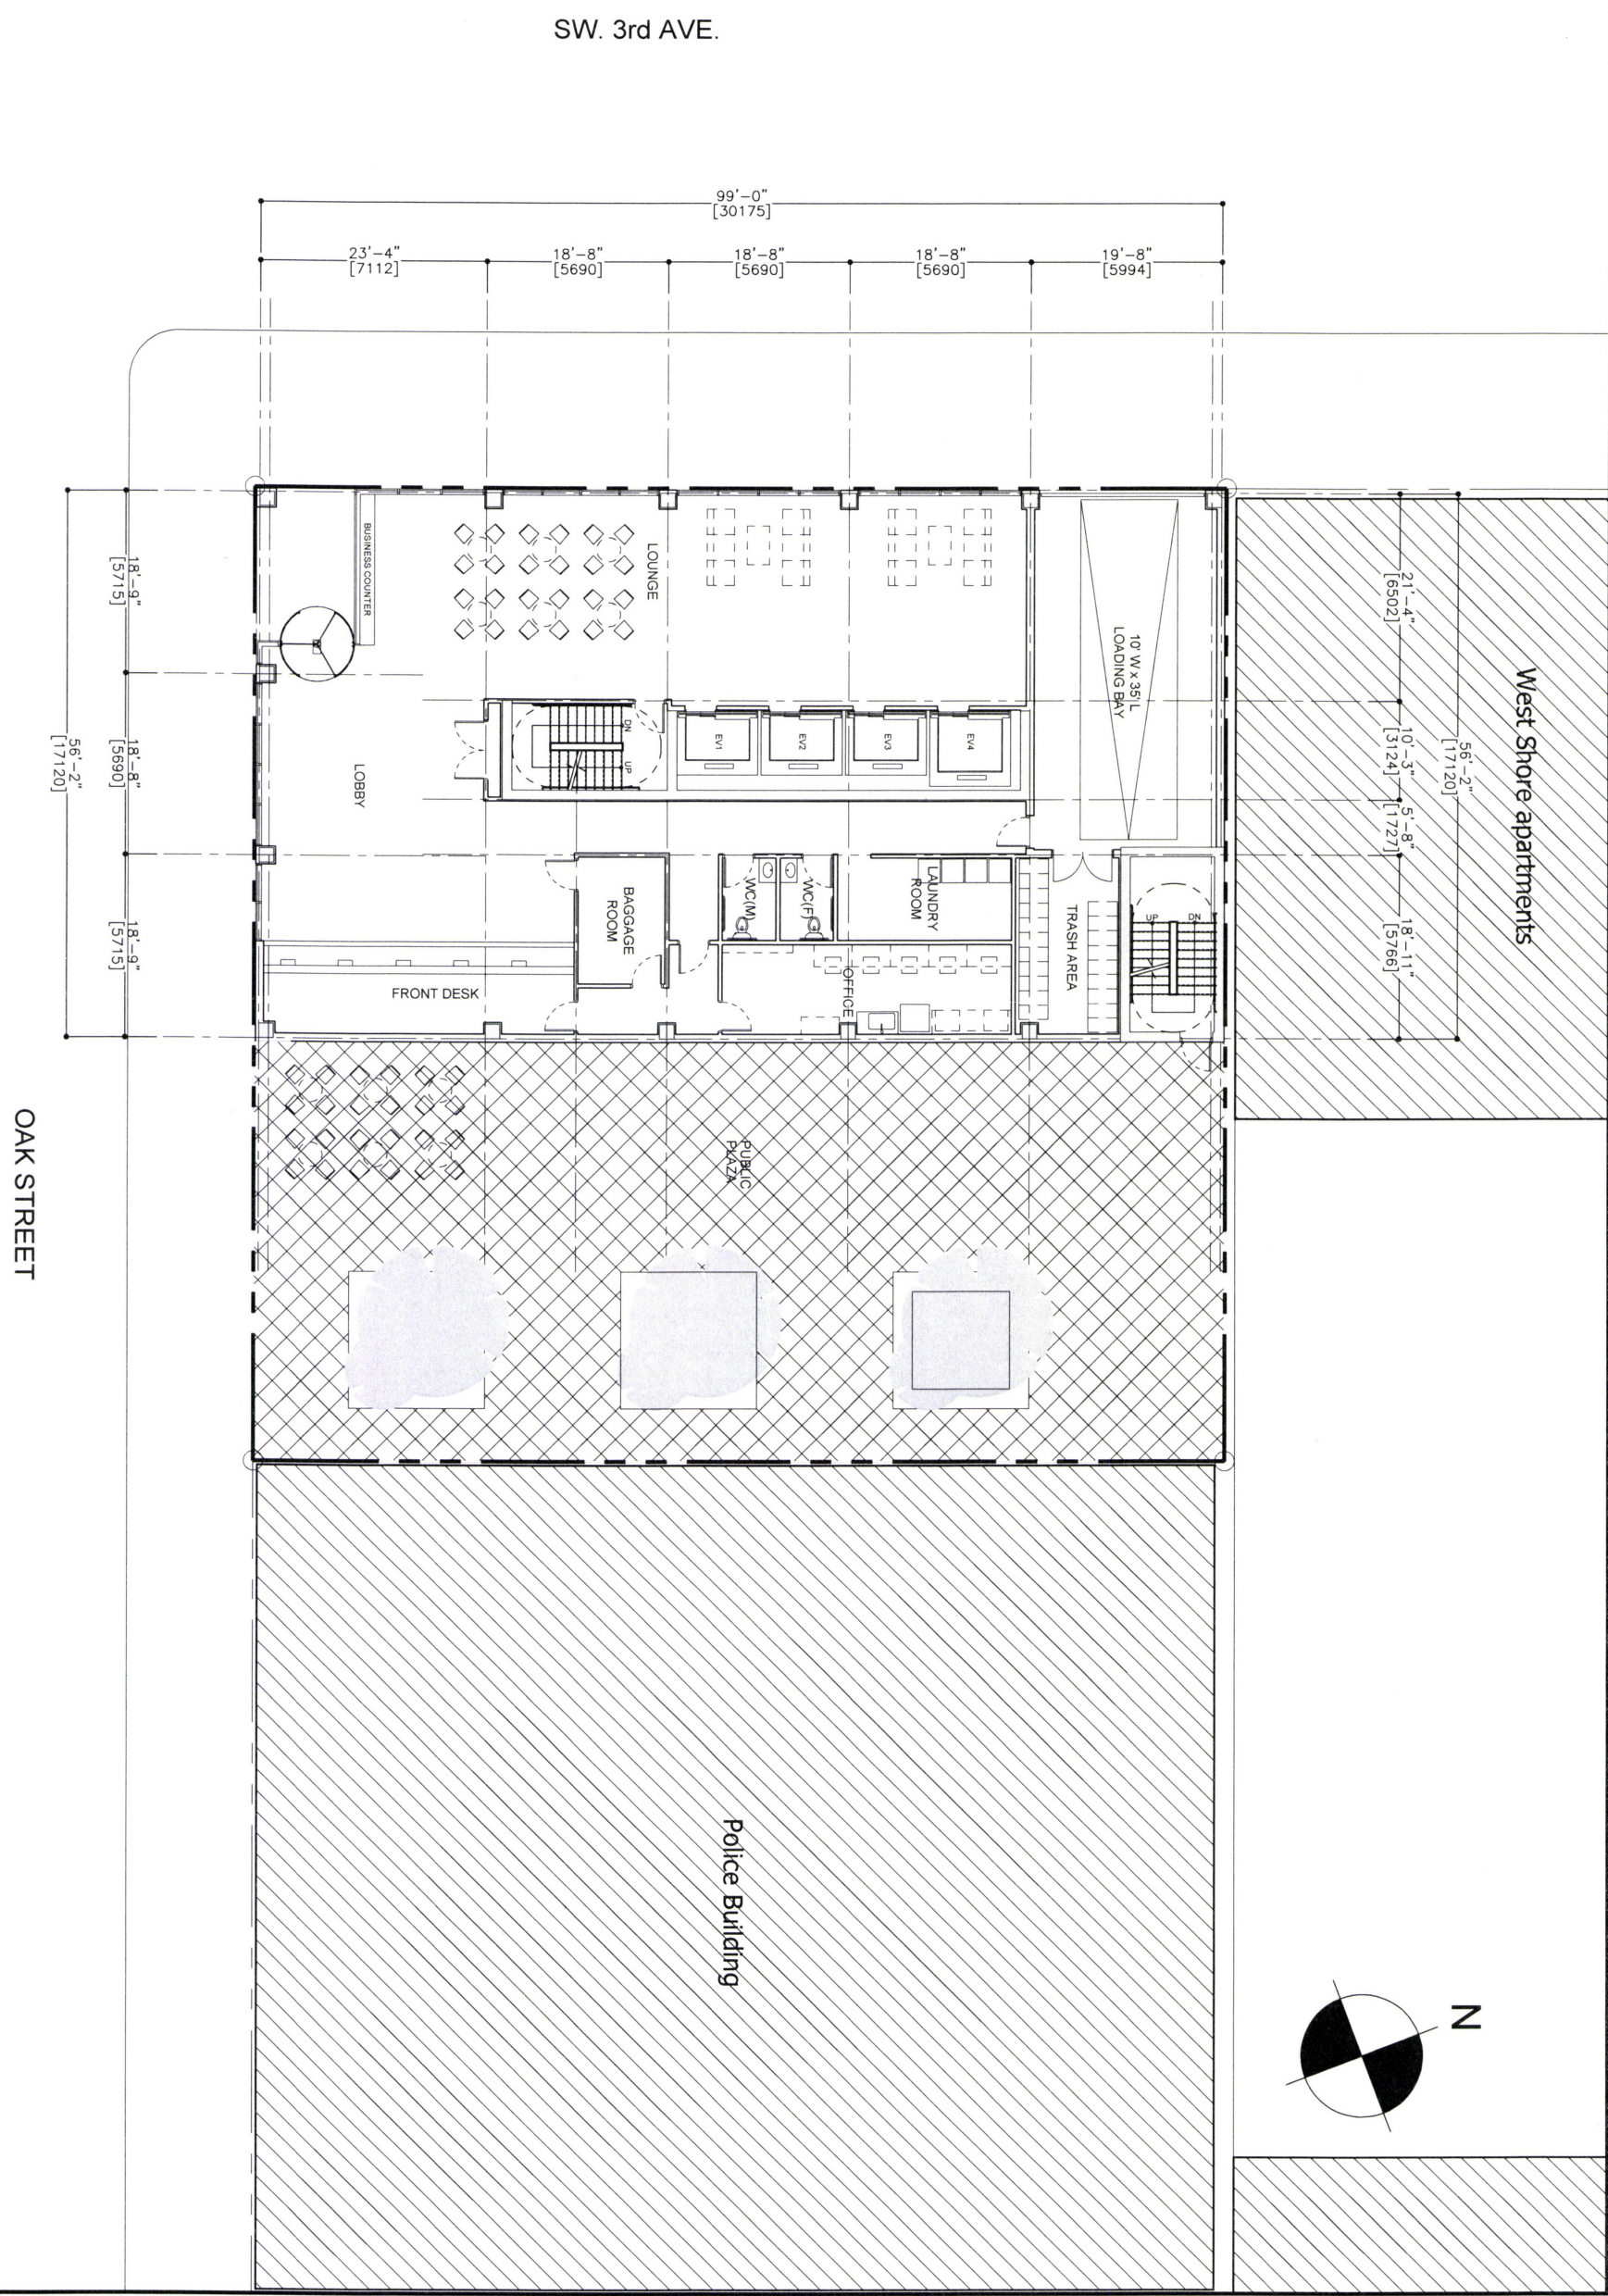 SW. 3rd AVE.
99'-0"
[30175]
23'-4"
[7112]
18'-8"
[5690]
18'-8"
[5690]
18'-8"
[5690]
19'-8"
[5994]
BUSINESS COUNTER
LOUNGE
10' W x 35'L
LOADING BAY
18'-9"
[5715]
18'-8"
[5690]
18'-9"
[5715]
56'-2"
[17120]
21'-4"
[6502]
10'-3"
[3124]
5'-8"
[1727]
18'-11"
[5766]
56'-2"
[17120]
West Shore apartments
DN
UP
EV1
EV2
EV3
EV4
LOBBY
BAGGAGE
ROOM
WC(M)
WC(F)
LAUNDRY
ROOM
TRASH AREA
UP
DN
FRONT DESK
OFFICE
PUBLIC
PLAZA
OAK STREET
Police Building
N